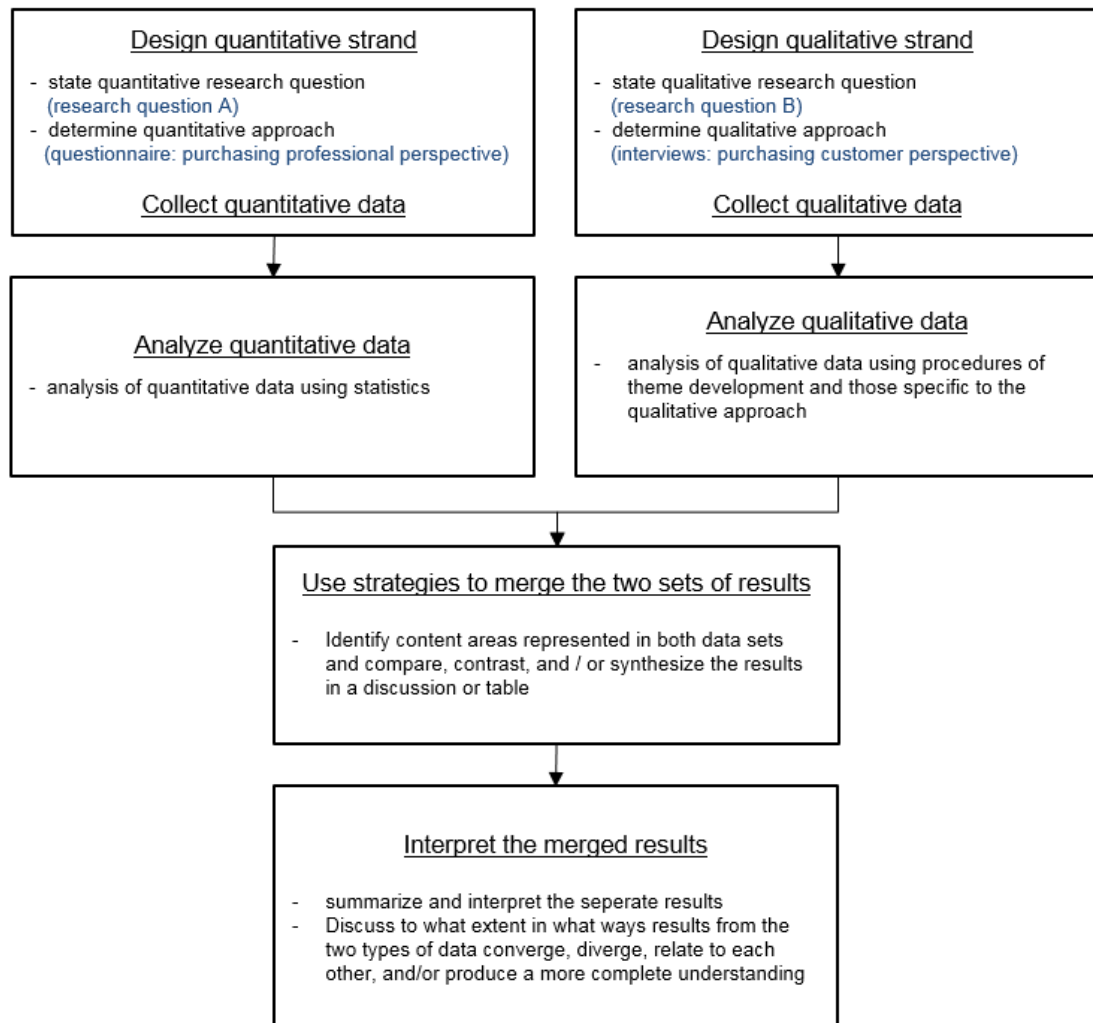 Design quantitative strand
- state quantitative research question
(research question A)
- determine quantitative approach
(questionnaire: purchasing professional perspective)
Collect quantitative data
Design qualitative strand
- state qualitative research question
(research question B)
- determine qualitative approach
(interviews: purchasing customer perspective)
Collect qualitative data
Analyze quantitative data
- analysis of quantitative data using statistics
Analyze qualitative data
- analysis of qualitative data using procedures of
theme development and those specific to the
qualitative approach
Use strategies to merge the two sets of results
- Identify content areas represented in both data sets
and compare, contrast, and / or synthesize the results
in a discussion or table
Interpret the merged results
- summarize and interpret the seperate results
- Discuss to what extent in what ways results from the
two types of data converge, diverge, relate to each
other, and/or produce a more complete understanding